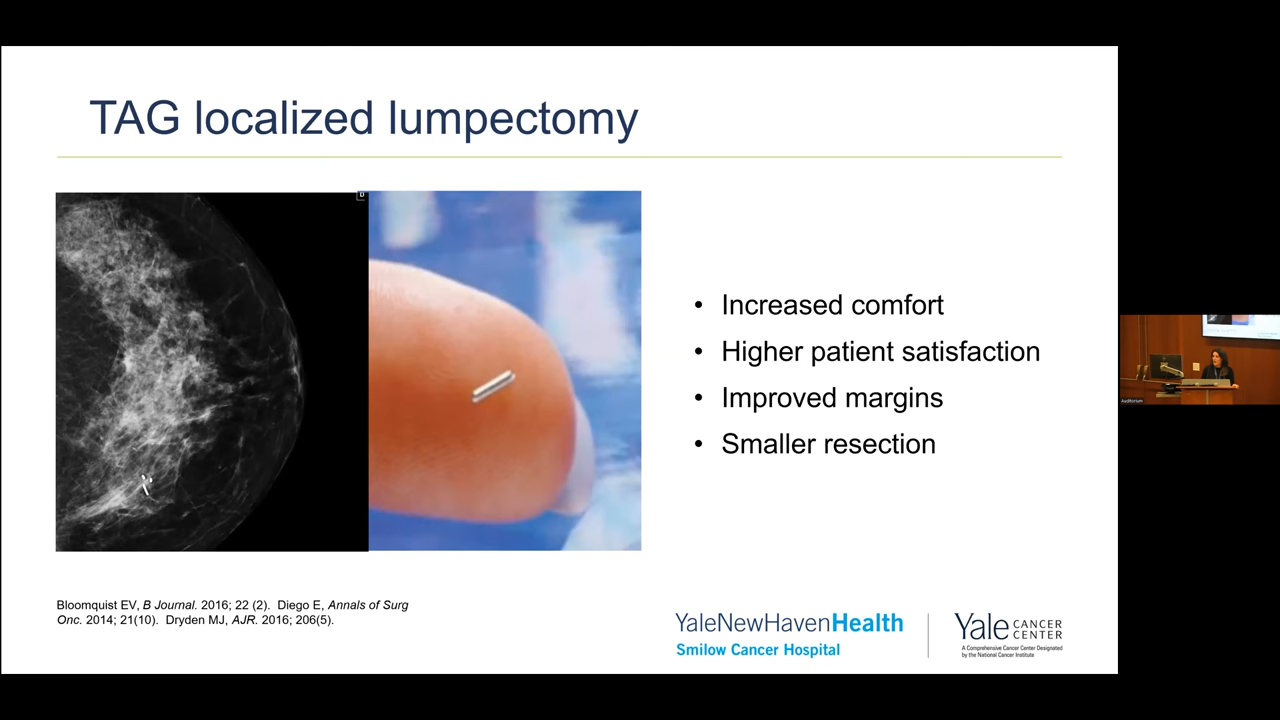 TAG localized lumpectomy
• Increased comfort
• Higher patient satisfaction
• Improved margins
• Smaller resection
Bloomquist EV, B Journal. 2016; 22 (2). Diego E, Annals of Surg
Onc. 2014; 21(10). Dryden MJ, AJR. 2016; 206(5).
YaleNewHavenHealth
Smilow Cancer Hospital
Yale CANCER
CENTER
A Comprehensive Cancer Center Designated
by the National Cancer Institute
Auditorium